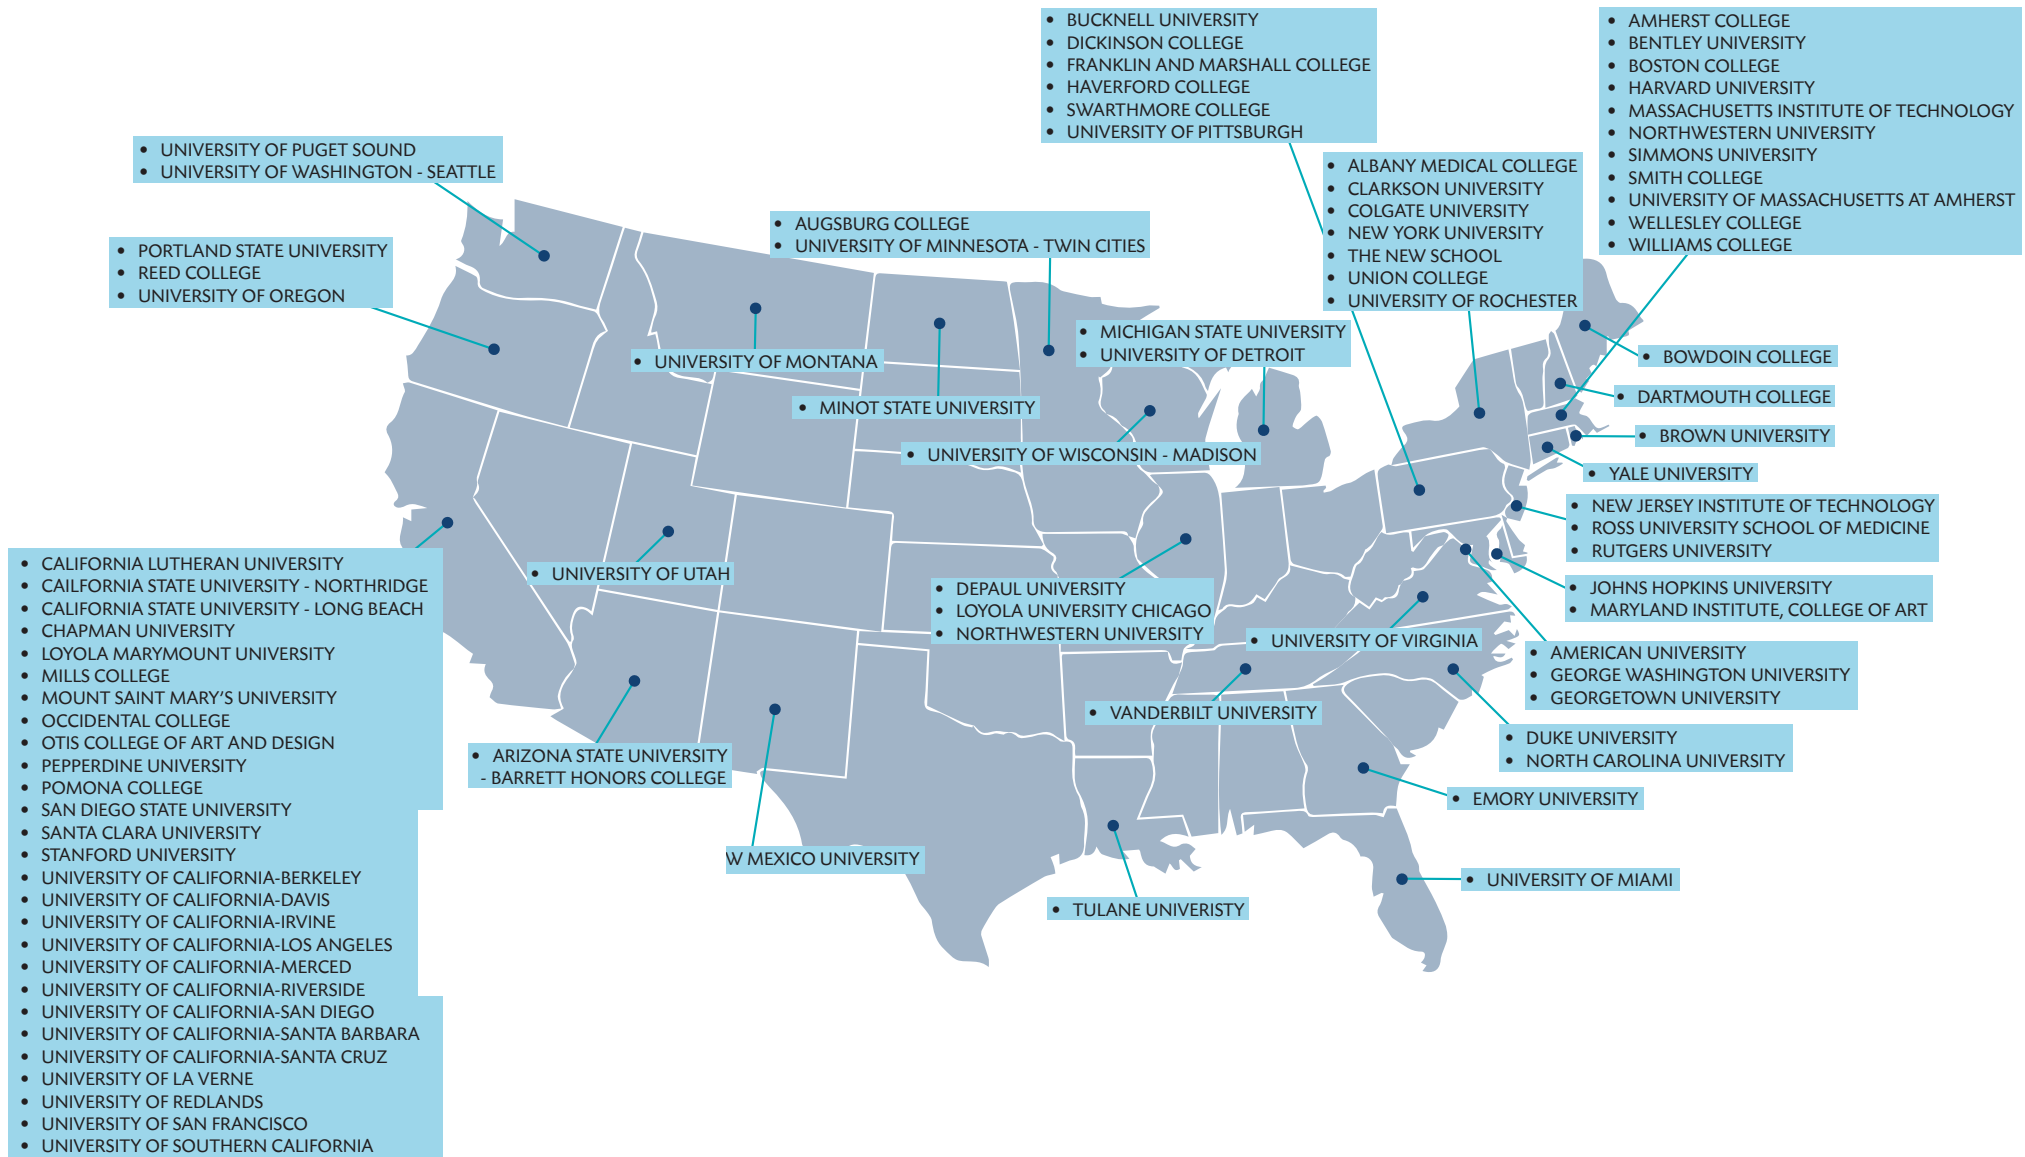 • BUCKNELL UNIVERSITY
• DICKINSON COLLEGE
• FRANKLIN AND MARSHALL COLLEGE
• HAVERFORD COLLEGE
• SWARTHMORE COLLEGE
• UNIVERSITY OF PITTSBURGH
• AMHERST COLLEGE
• BENTLEY UNIVERSITY
• BOSTON COLLEGE
• HARVARD UNIVERSITY
• MASSACHUSETTS INSTITUTE OF TECHNOLOGY
• NORTHWESTERN UNIVERSITY
• SIMMONS UNIVERSITY
• SMITH COLLEGE
• UNIVERSITY OF MASSACHUSETTS AT AMHERST
• WELLESLEY COLLEGE
• WILLIAMS COLLEGE
• UNIVERSITY OF PUGET SOUND
• UNIVERSITY OF WASHINGTON - SEATTLE
• ALBANY MEDICAL COLLEGE
• CLARKSON UNIVERSITY
• COLGATE UNIVERSITY
• NEW YORK UNIVERSITY
• THE NEW SCHOOL
• UNION COLLEGE
• UNIVERSITY OF ROCHESTER
• AUGSBURG COLLEGE
• UNIVERSITY OF MINNESOTA - TWIN CITIES
• PORTLAND STATE UNIVERSITY
• REED COLLEGE
• UNIVERSITY OF OREGON
• MICHIGAN STATE UNIVERSITY
• UNIVERSITY OF DETROIT
• UNIVERSITY OF MONTANA
• BOWDOIN COLLEGE
• DARTMOUTH COLLEGE
• MINOT STATE UNIVERSITY
• BROWN UNIVERSITY
• UNIVERSITY OF WISCONSIN - MADISON
• YALE UNIVERSITY
• NEW JERSEY INSTITUTE OF TECHNOLOGY
• ROSS UNIVERSITY SCHOOL OF MEDICINE
• RUTGERS UNIVERSITY
• UNIVERSITY OF UTAH
• DEPAUL UNIVERSITY
• LOYOLA UNIVERSITY CHICAGO
• NORTHWESTERN UNIVERSITY
• JOHNS HOPKINS UNIVERSITY
• MARYLAND INSTITUTE, COLLEGE OF ART
• UNIVERSITY OF VIRGINIA
• AMERICAN UNIVERSITY
• GEORGE WASHINGTON UNIVERSITY
• GEORGETOWN UNIVERSITY
• VANDERBILT UNIVERSITY
• DUKE UNIVERSITY
• NORTH CAROLINA UNIVERSITY
• ARIZONA STATE UNIVERSITY
- BARRETT HONORS COLLEGE
• EMORY UNIVERSITY
W MEXICO UNIVERSITY
• UNIVERSITY OF MIAMI
• TULANE UNIVERISTY
• CALIFORNIA LUTHERAN UNIVERSITY
• CAILFORNIA STATE UNIVERSITY - NORTHRIDGE
• CALIFORNIA STATE UNIVERSITY - LONG BEACH
• CHAPMAN UNIVERSITY
• LOYOLA MARYMOUNT UNIVERSITY
• MILLS COLLEGE
• MOUNT SAINT MARY'S UNIVERSITY
• OCCIDENTAL COLLEGE
• OTIS COLLEGE OF ART AND DESIGN
• PEPPERDINE UNIVERSITY
• POMONA COLLEGE
• SAN DIEGO STATE UNIVERSITY
• SANTA CLARA UNIVERSITY
• STANFORD UNIVERSITY
• UNIVERSITY OF CALIFORNIA-BERKELEY
• UNIVERSITY OF CALIFORNIA-DAVIS
• UNIVERSITY OF CALIFORNIA-IRVINE
• UNIVERSITY OF CALIFORNIA-LOS ANGELES
• UNIVERSITY OF CALIFORNIA-MERCED
• UNIVERSITY OF CALIFORNIA-RIVERSIDE
• UNIVERSITY OF CALIFORNIA-SAN DIEGO
• UNIVERSITY OF CALIFORNIA-SANTA BARBARA
• UNIVERSITY OF CALIFORNIA-SANTA CRUZ
• UNIVERSITY OF LA VERNE
• UNIVERSITY OF REDLANDS
• UNIVERSITY OF SAN FRANCISCO
• UNIVERSITY OF SOUTHERN CALIFORNIA